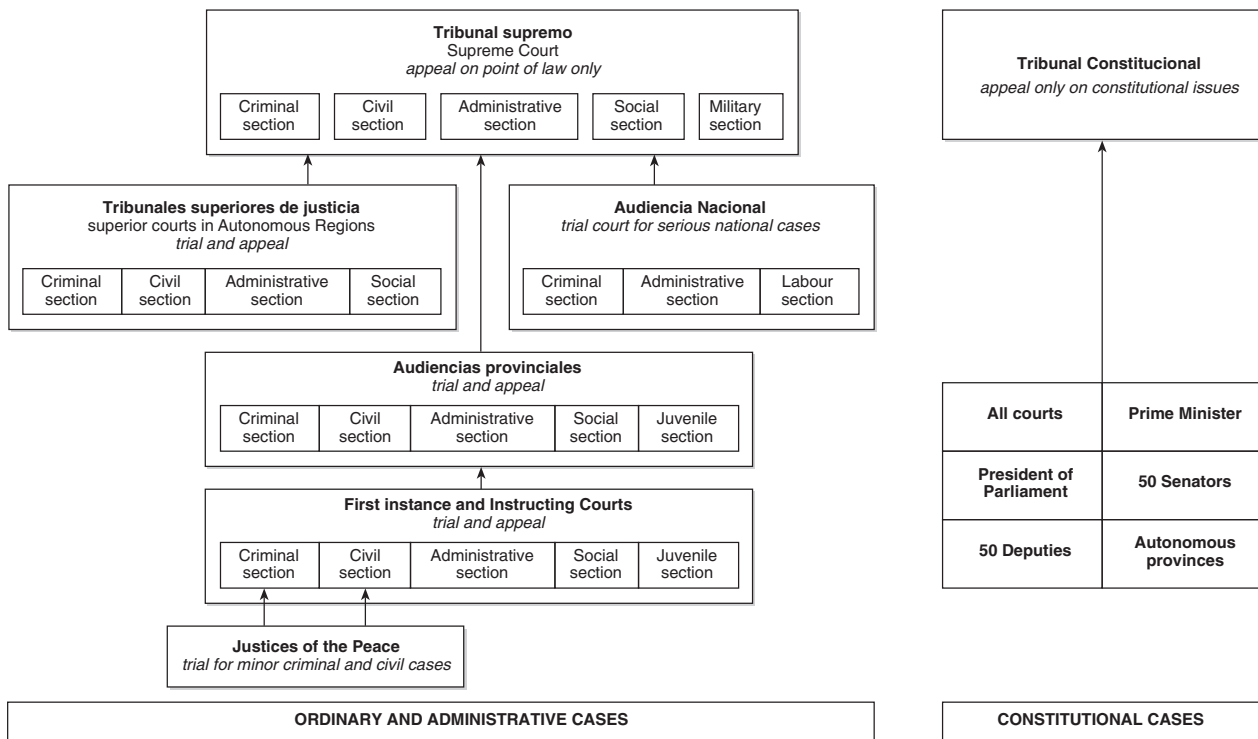 Tribunal supremo
Supreme Court
appeal on point of law only
Criminal section
Civil section
Administrative section
Social section
Military section
Tribunal Constitucional
appeal only on constitutional issues
Tribunales superiores de justicia
superior courts in Autonomous Regions
trial and appeal
Criminal section
Civil section
Administrative section
Social section
Audiencia Nacional
trial court for serious national cases
Criminal section
Administrative section
Labour section
Audiencias provinciales
trial and appeal
Criminal section
Civil section
Administrative section
Social section
Juvenile section
First instance and Instructing Courts
trial and appeal
Criminal section
Civil section
Administrative section
Social section
Juvenile section
Justices of the Peace
trial for minor criminal and civil cases
All courts
Prime Minister
President of
Parliament
50 Senators
50 Deputies
Autonomous
provinces
ORDINARY AND ADMINISTRATIVE CASES
CONSTITUTIONAL CASES